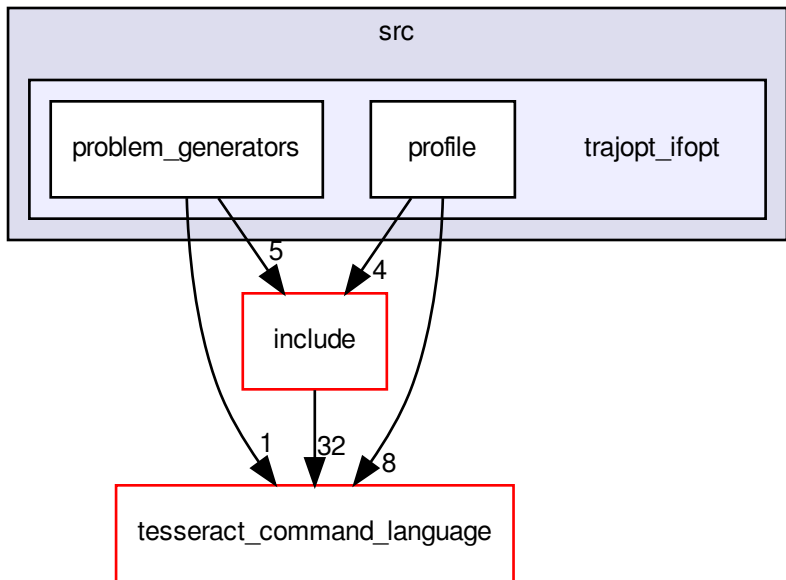 src
problem_generators
profile
trajopt_ifopt
5
4
include
1
32
8
tesseract_command_language